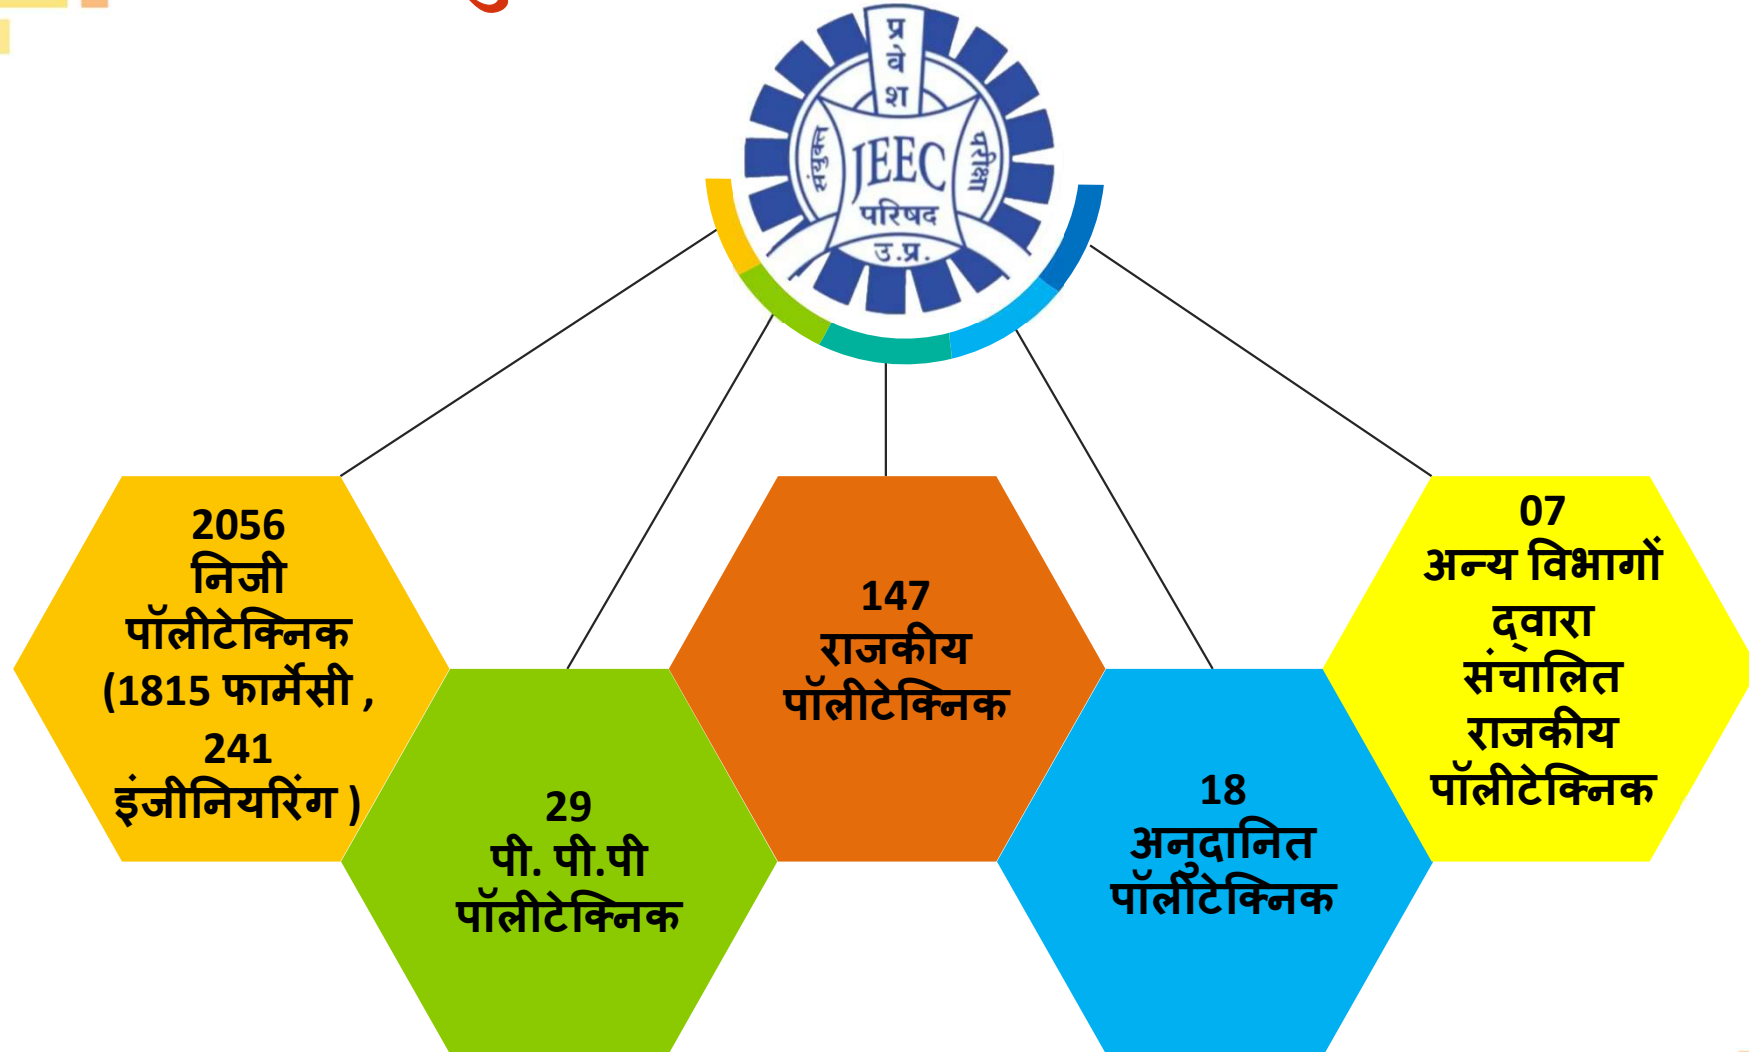 प्र
वे
श
संयुक्त
JEEC
परीक्षा
परिषद
उ.प्र.
2056
निजी
पॉलीटेक्निक
(1815 फार्मेसी ,
241
इंजीनियरिंग )
29
पी. पी.पी
पॉलीटेक्निक
147
राजकीय
पॉलीटेक्निक
18
अनुदानित
पॉलीटेक्निक
07
अन्य विभागों
द्वारा
संचालित
राजकीय
पॉलीटेक्निक